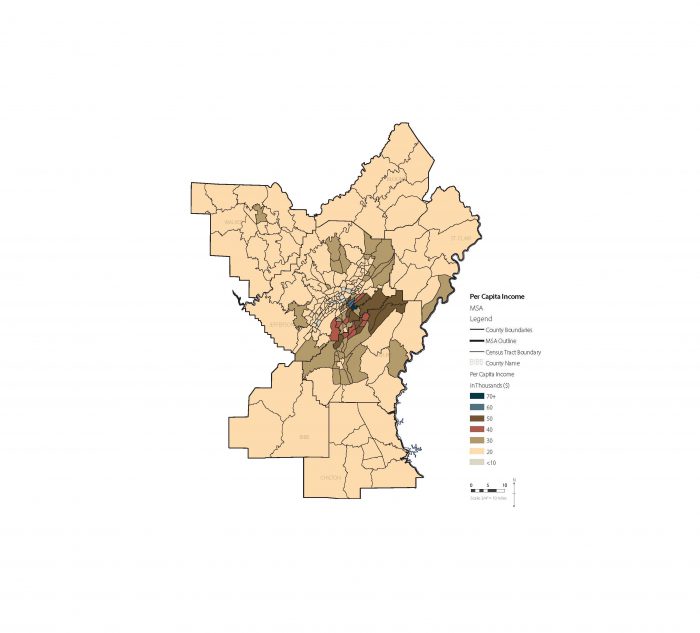 WALKER
ST. CLAIR
JEFFERSON
BIBB
CHILTON
Per Capita Income
MSA
Legend
County Boundaries
MSA Outline
Census Tract Boundary
BIBB County Name
Per Capita Income
In Thousands ($)
70+
60
50
40
30
20
<10
0 5 10
Scale: 3/4" = 10 Miles